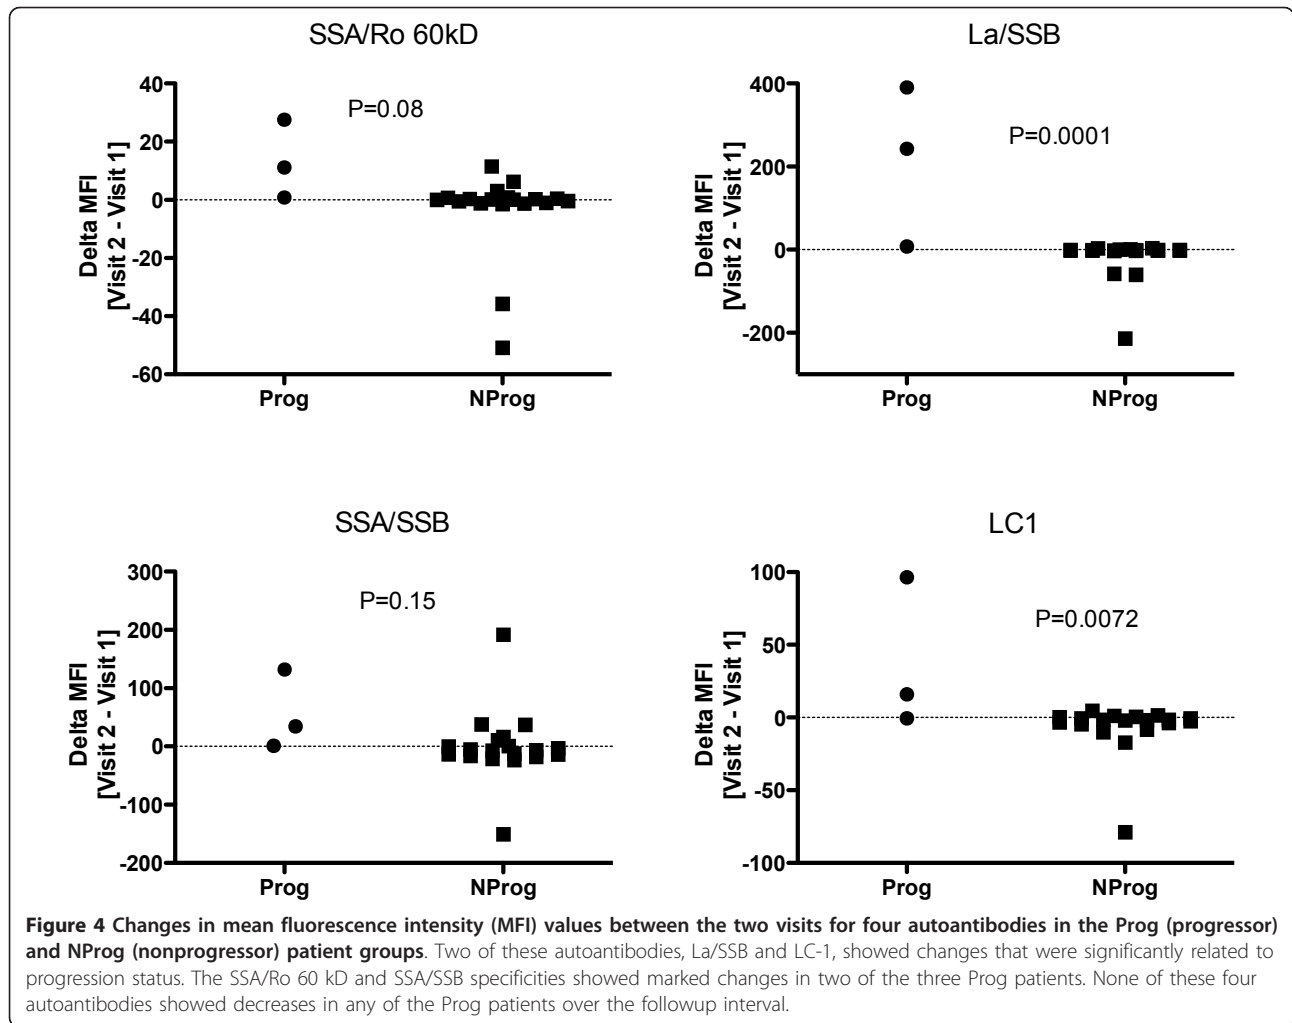 SSA/Ro 60kD
P=0.08
Delta MFI
[Visit 2 - Visit 1]
40
20
0
-20
-40
-60
Prog
NProg
La/SSB
P=0.0001
Delta MFI
[Visit 2 - Visit 1]
400
200
0
-200
Prog
NProg
SSA/SSB
P=0.15
Delta MFI
[Visit 2 - Visit 1]
300
200
100
0
-100
-200
Prog
NProg
LC1
P=0.0072
Delta MFI
[Visit 2 - Visit 1]
100
50
0
-50
-100
Prog
NProg
Figure 4 Changes in mean fluorescence intensity (MFI) values between the two visits for four autoantibodies in the Prog (progressor)
and NProg (nonprogressor) patient groups. Two of these autoantibodies, La/SSB and LC-1, showed changes that were significantly related to
progression status. The SSA/Ro 60 kD and SSA/SSB specificities showed marked changes in two of the three Prog patients. None of these four
autoantibodies showed decreases in any of the Prog patients over the followup interval.